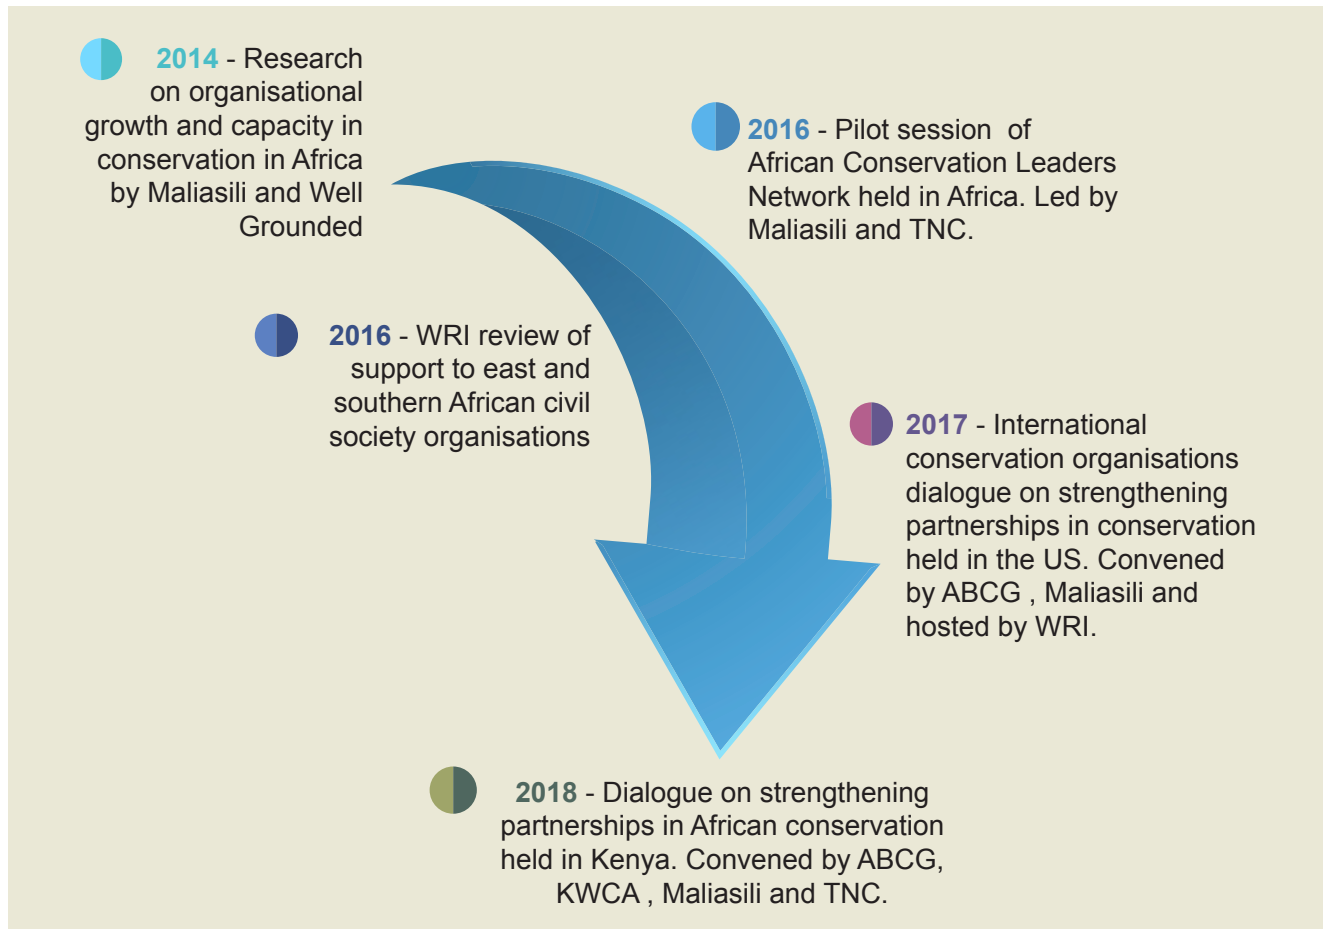 2014 - Research
on organisational
growth and capacity in
conservation in Africa
by Maliasili and Well
Grounded
2016 - Pilot session  of
African Conservation Leaders
Network held in Africa. Led by
Maliasili and TNC.
2016 - WRI review of
support to east and
southern African civil
society organisations
2017 - International
conservation organisations
dialogue on strengthening
partnerships in conservation
held in the US. Convened
by ABCG , Maliasili and
hosted by WRI.
2018 - Dialogue on strengthening
partnerships in African conservation
held in Kenya. Convened by ABCG,
KWCA , Maliasili and TNC.